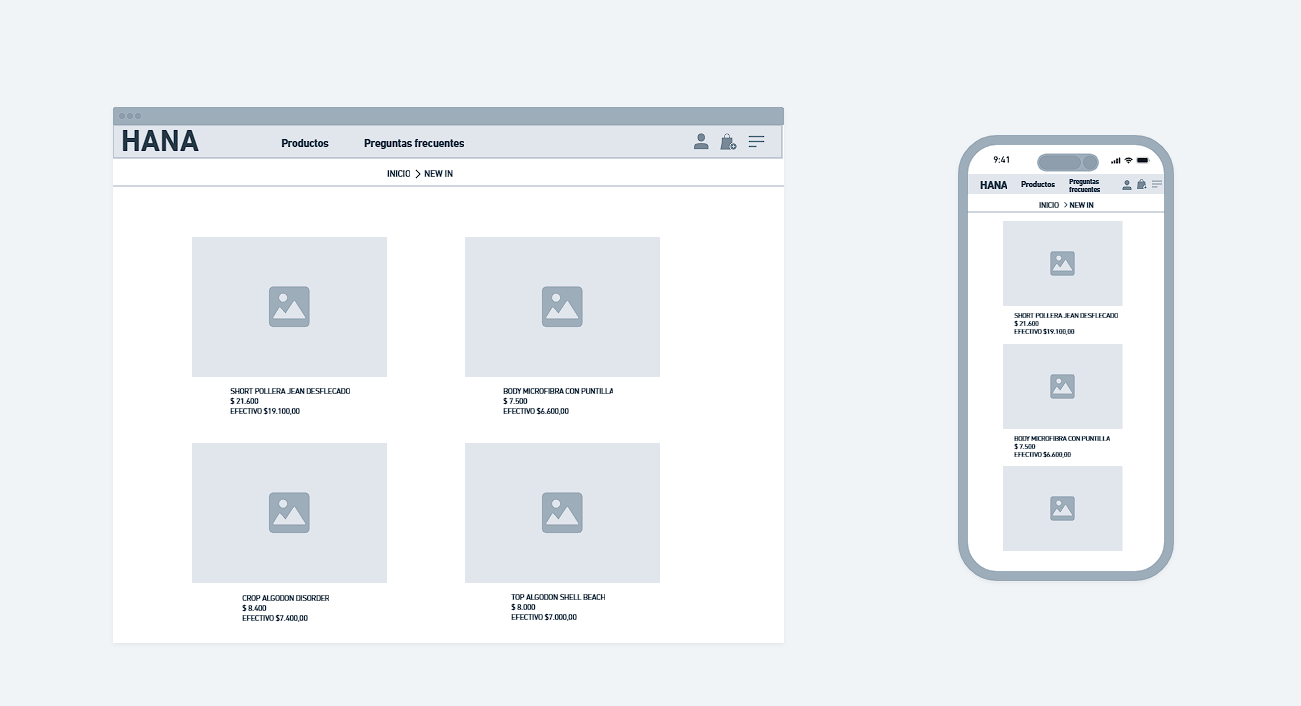 HANA
Productos
Preguntas frecuentes
INICIO > NEW IN
SHORT POLLERA JEAN DESFLECADO
$ 21.600
EFECTIVO $19.100,00
BODY MICROFIBRA CON PUNTILLA
$ 7.500
EFECTIVO $6.600,00
CROP ALGODON DISORDER
$ 8.400
EFECTIVO $7.400,00
TOP ALGODON SHELL BEACH
$ 8.000
EFECTIVO $7.000,00
9:41
HANA
Productos
Preguntas
frecuentes
INICIO > NEW IN
SHORT POLLERA JEAN DESFLECADO
$ 21.600
EFECTIVO $19.100,00
BODY MICROFIBRA CON PUNTILLA
$ 7.500
EFECTIVO $6.600,00